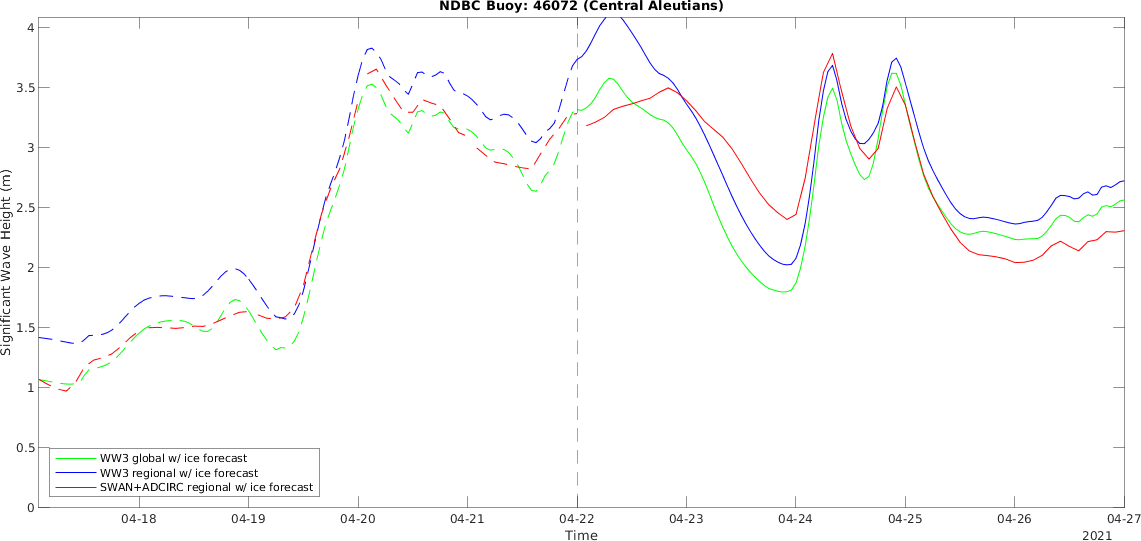 NDBC Buoy: 46072 (Central Aleutians)
4
3.5
3
2.5
2
1.5
1
0.5
0
Significant Wave Height (m)
WW3 global w/ ice forecast
WW3 regional w/ ice forecast
SWAN+ADCIRC regional w/ ice forecast
04-18 04-19 04-20 04-21 04-22 04-23 04-24 04-25 04-26 04-27
Time
2021